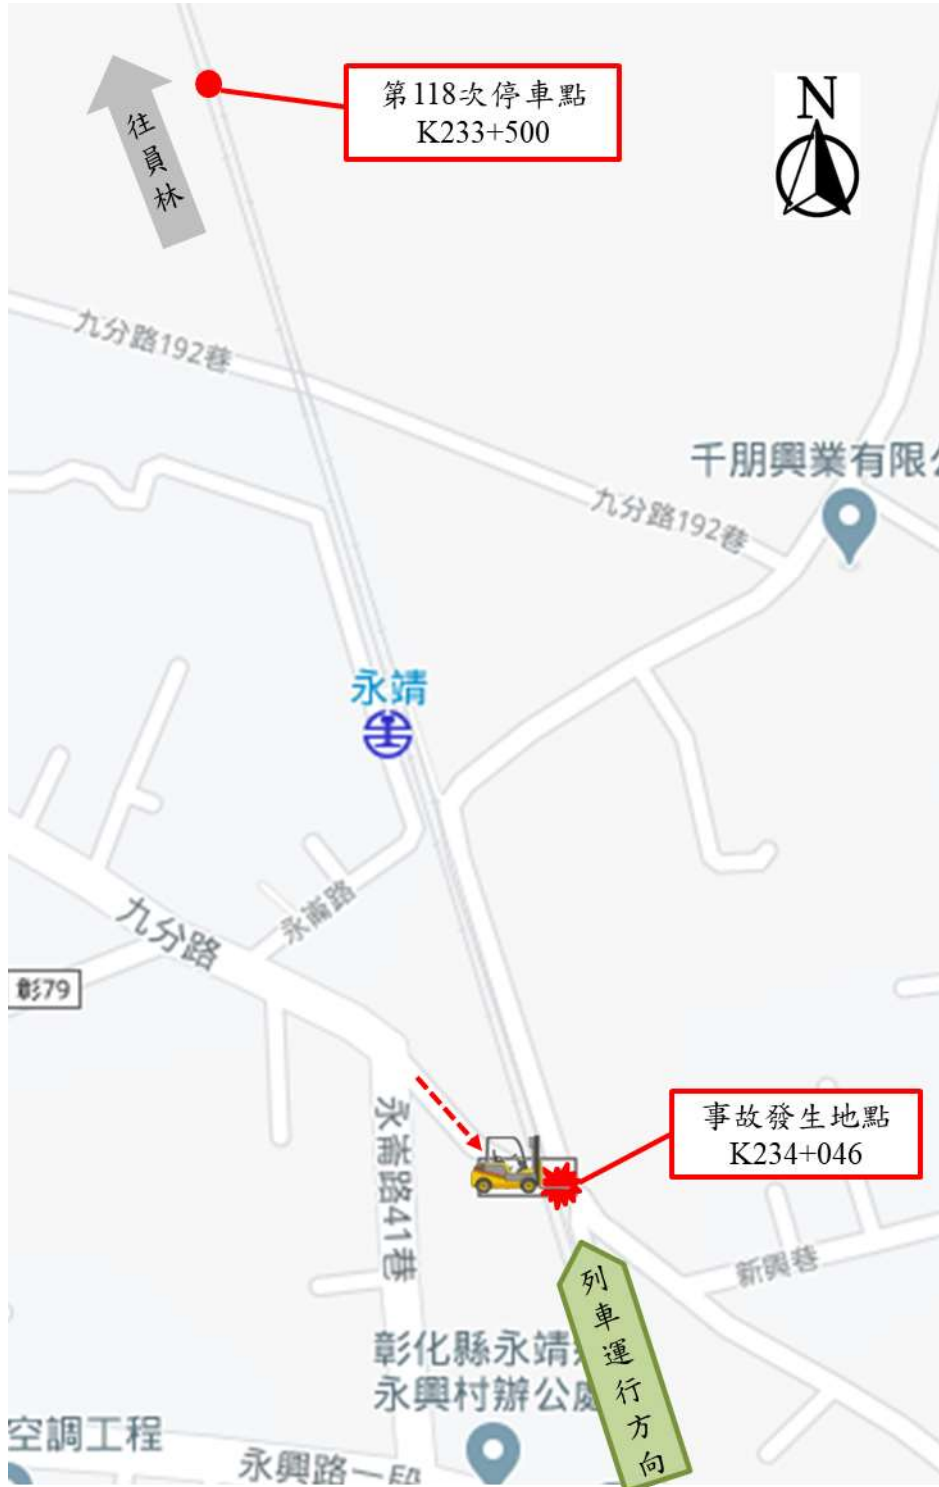 第118次停車點
K233+500
N
往員林
九分路192巷
千朋興業有限
九分路192巷
永靖
永崙路
九分路
彰79
事故發生地點
K234+046
永崙路41巷
新興巷
列車運行方向
彰化縣永靖
永興村辦公處
空調工程
永興路一段